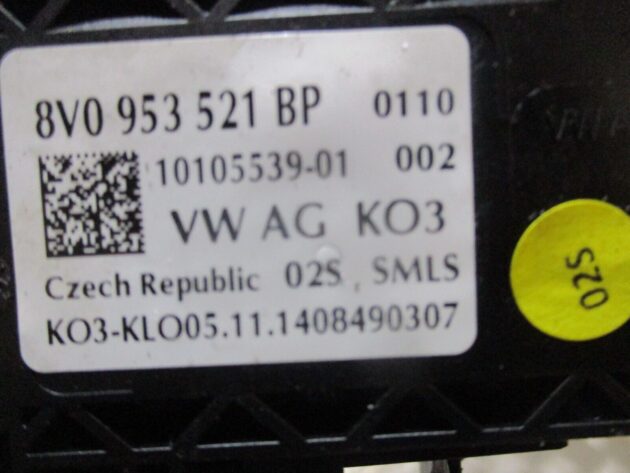 8V0 953 521 BP 0110
10105539-01 002
VW AG KO3
Czech Republic 02S, SMLS
KO3-KLO05.11.1408490307
02S